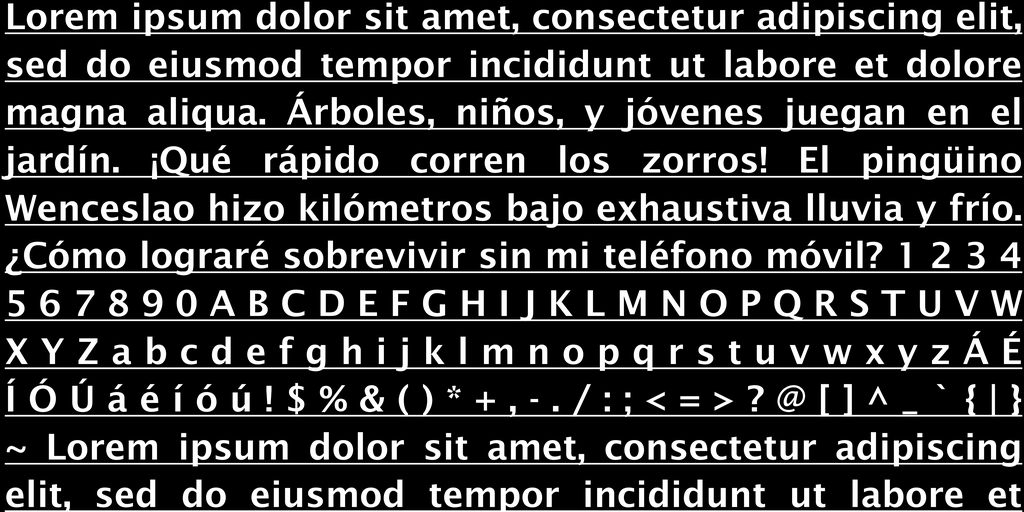 Lorem ipsum dolor sit amet, consectetur adipiscing elit,
sed do eiusmod tempor incididunt ut labore et dolore
magna aliqua. Árboles, niños, y jóvenes juegan en el
jardín. ¡Qué rápido corren los zorros! El pingüino
Wenceslao hizo kilómetros bajo exhaustiva lluvia y frío.
¿Cómo lograré sobrevivir sin mi teléfono móvil? 1 2 3 4
5 6 7 8 9 0 A B C D E F G H I J K L M N O P Q R S T U V W
X Y Z a b c d e f g h i j k l m n o p q r s t u v w x y z Á É
Í Ó Ú á é í ó ú ! $ % & ( ) * + , - . / : ; < = > ? @ [ ] ^ _ ` { | }
~ Lorem ipsum dolor sit amet, consectetur adipiscing
elit, sed do eiusmod tempor incididunt ut labore et